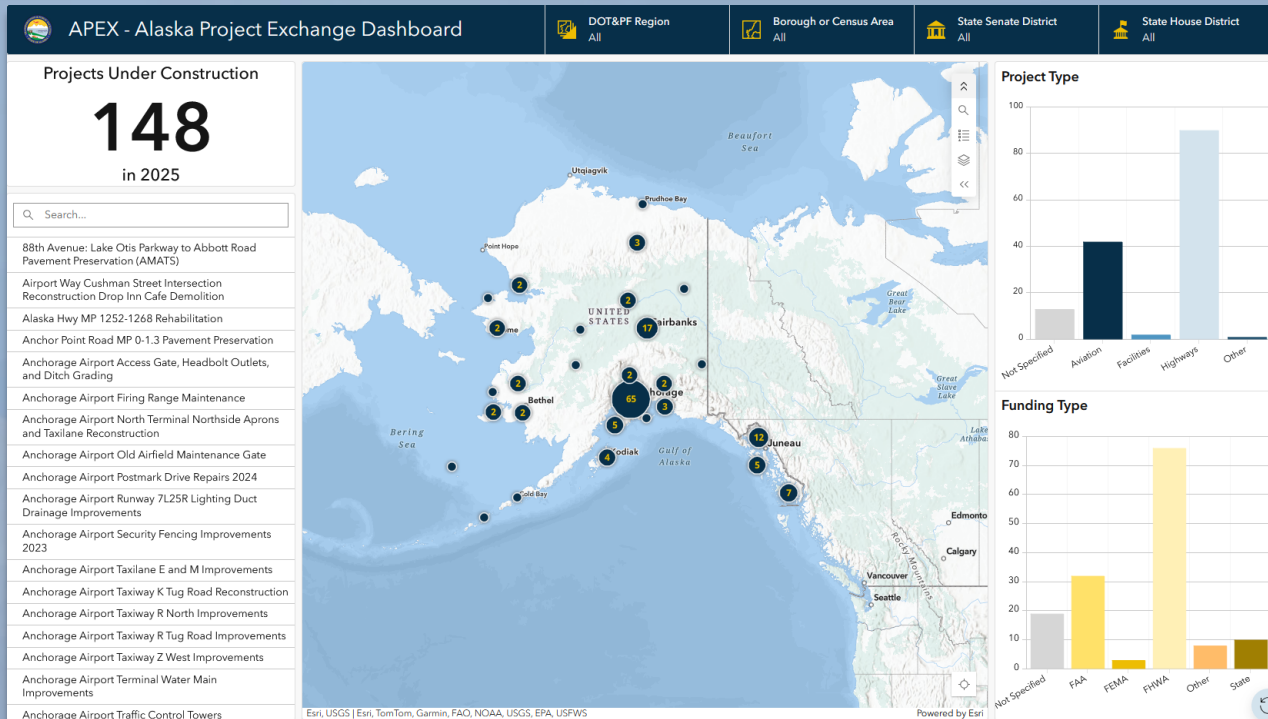 APEX - Alaska Project Exchange Dashboard
DOT&PF Region
All
Borough or Census Area
All
State Senate District
All
State House District
All
Projects Under Construction
148
in 2025
Search...
88th Avenue: Lake Otis Parkway to Abbott Road
Pavement Preservation (AMATS)
Airport Way Cushman Street Intersection
Reconstruction Drop Inn Cafe Demolition
Alaska Hwy MP 1252-1268 Rehabilitation
Anchor Point Road MP 0-1.3 Pavement Preservation
Anchorage Airport Access Gate, Headbolt Outlets,
and Ditch Grading
Anchorage Airport Firing Range Maintenance
Anchorage Airport North Terminal Northside Aprons
and Taxilane Reconstruction
Anchorage Airport Old Airfield Maintenance Gate
Anchorage Airport Postmark Drive Repairs 2024
Anchorage Airport Runway 7L25R Lighting Duct
Drainage Improvements
Anchorage Airport Security Fencing Improvements
2023
Anchorage Airport Taxilane E and M Improvements
Anchorage Airport Taxiway K Tug Road Reconstruction
Anchorage Airport Taxiway R North Improvements
Anchorage Airport Taxiway R Tug Road Improvements
Anchorage Airport Taxiway Z West Improvements
Anchorage Airport Terminal Water Main
Improvements
Anchorage Airport Traffic Control Towers
Beaufort
Sea
Utqiagvik
Prudhoe Bay
3
Point Hope
2
2
UNITED
STATES
Great
Bear
Lake
2
me
17
airbanks
2
2
2
horage
65
3
Great
Slave
Lake
Bethel
2
2
5
Bering
Sea
12
Juneau
Lake
Athabas
4
odiak
Gulf of
Alaska
5
7
Cold Bay
Edmonto
Rocky Mountains
Calgary
Vancouver
Seattle
Esri, USGS | Esri, TomTom, Garmin, FAO, NOAA, USGS, EPA, USFWS
Powered by Esri
Project Type
100
80
60
40
20
0
Not Specified
Aviation
Facilities
Highways
Other
Funding Type
80
70
60
50
40
30
20
10
0
Not Specified
FAA
FEMA
FHWA
Other
State